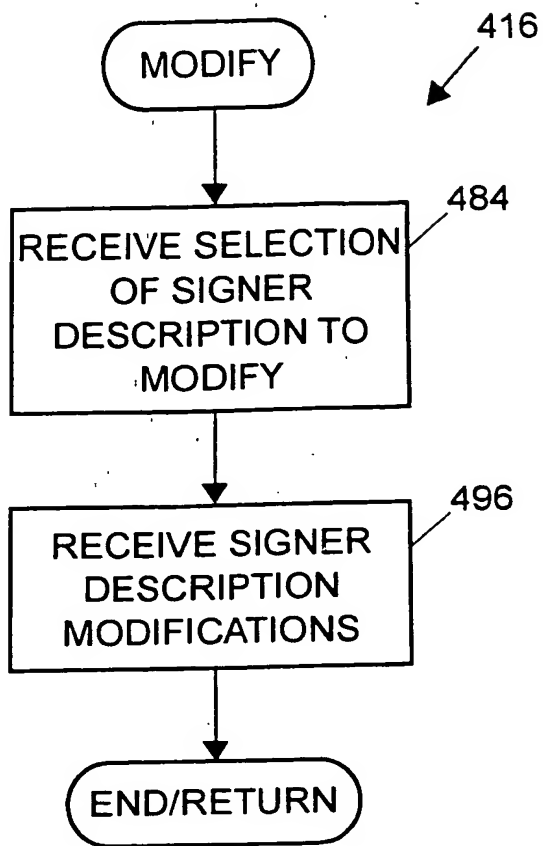 MODIFY
416
484
RECEIVE SELECTION
OF SIGNER
DESCRIPTION TO
MODIFY
496
RECEIVE SIGNER
DESCRIPTION
MODIFICATIONS
END/RETURN